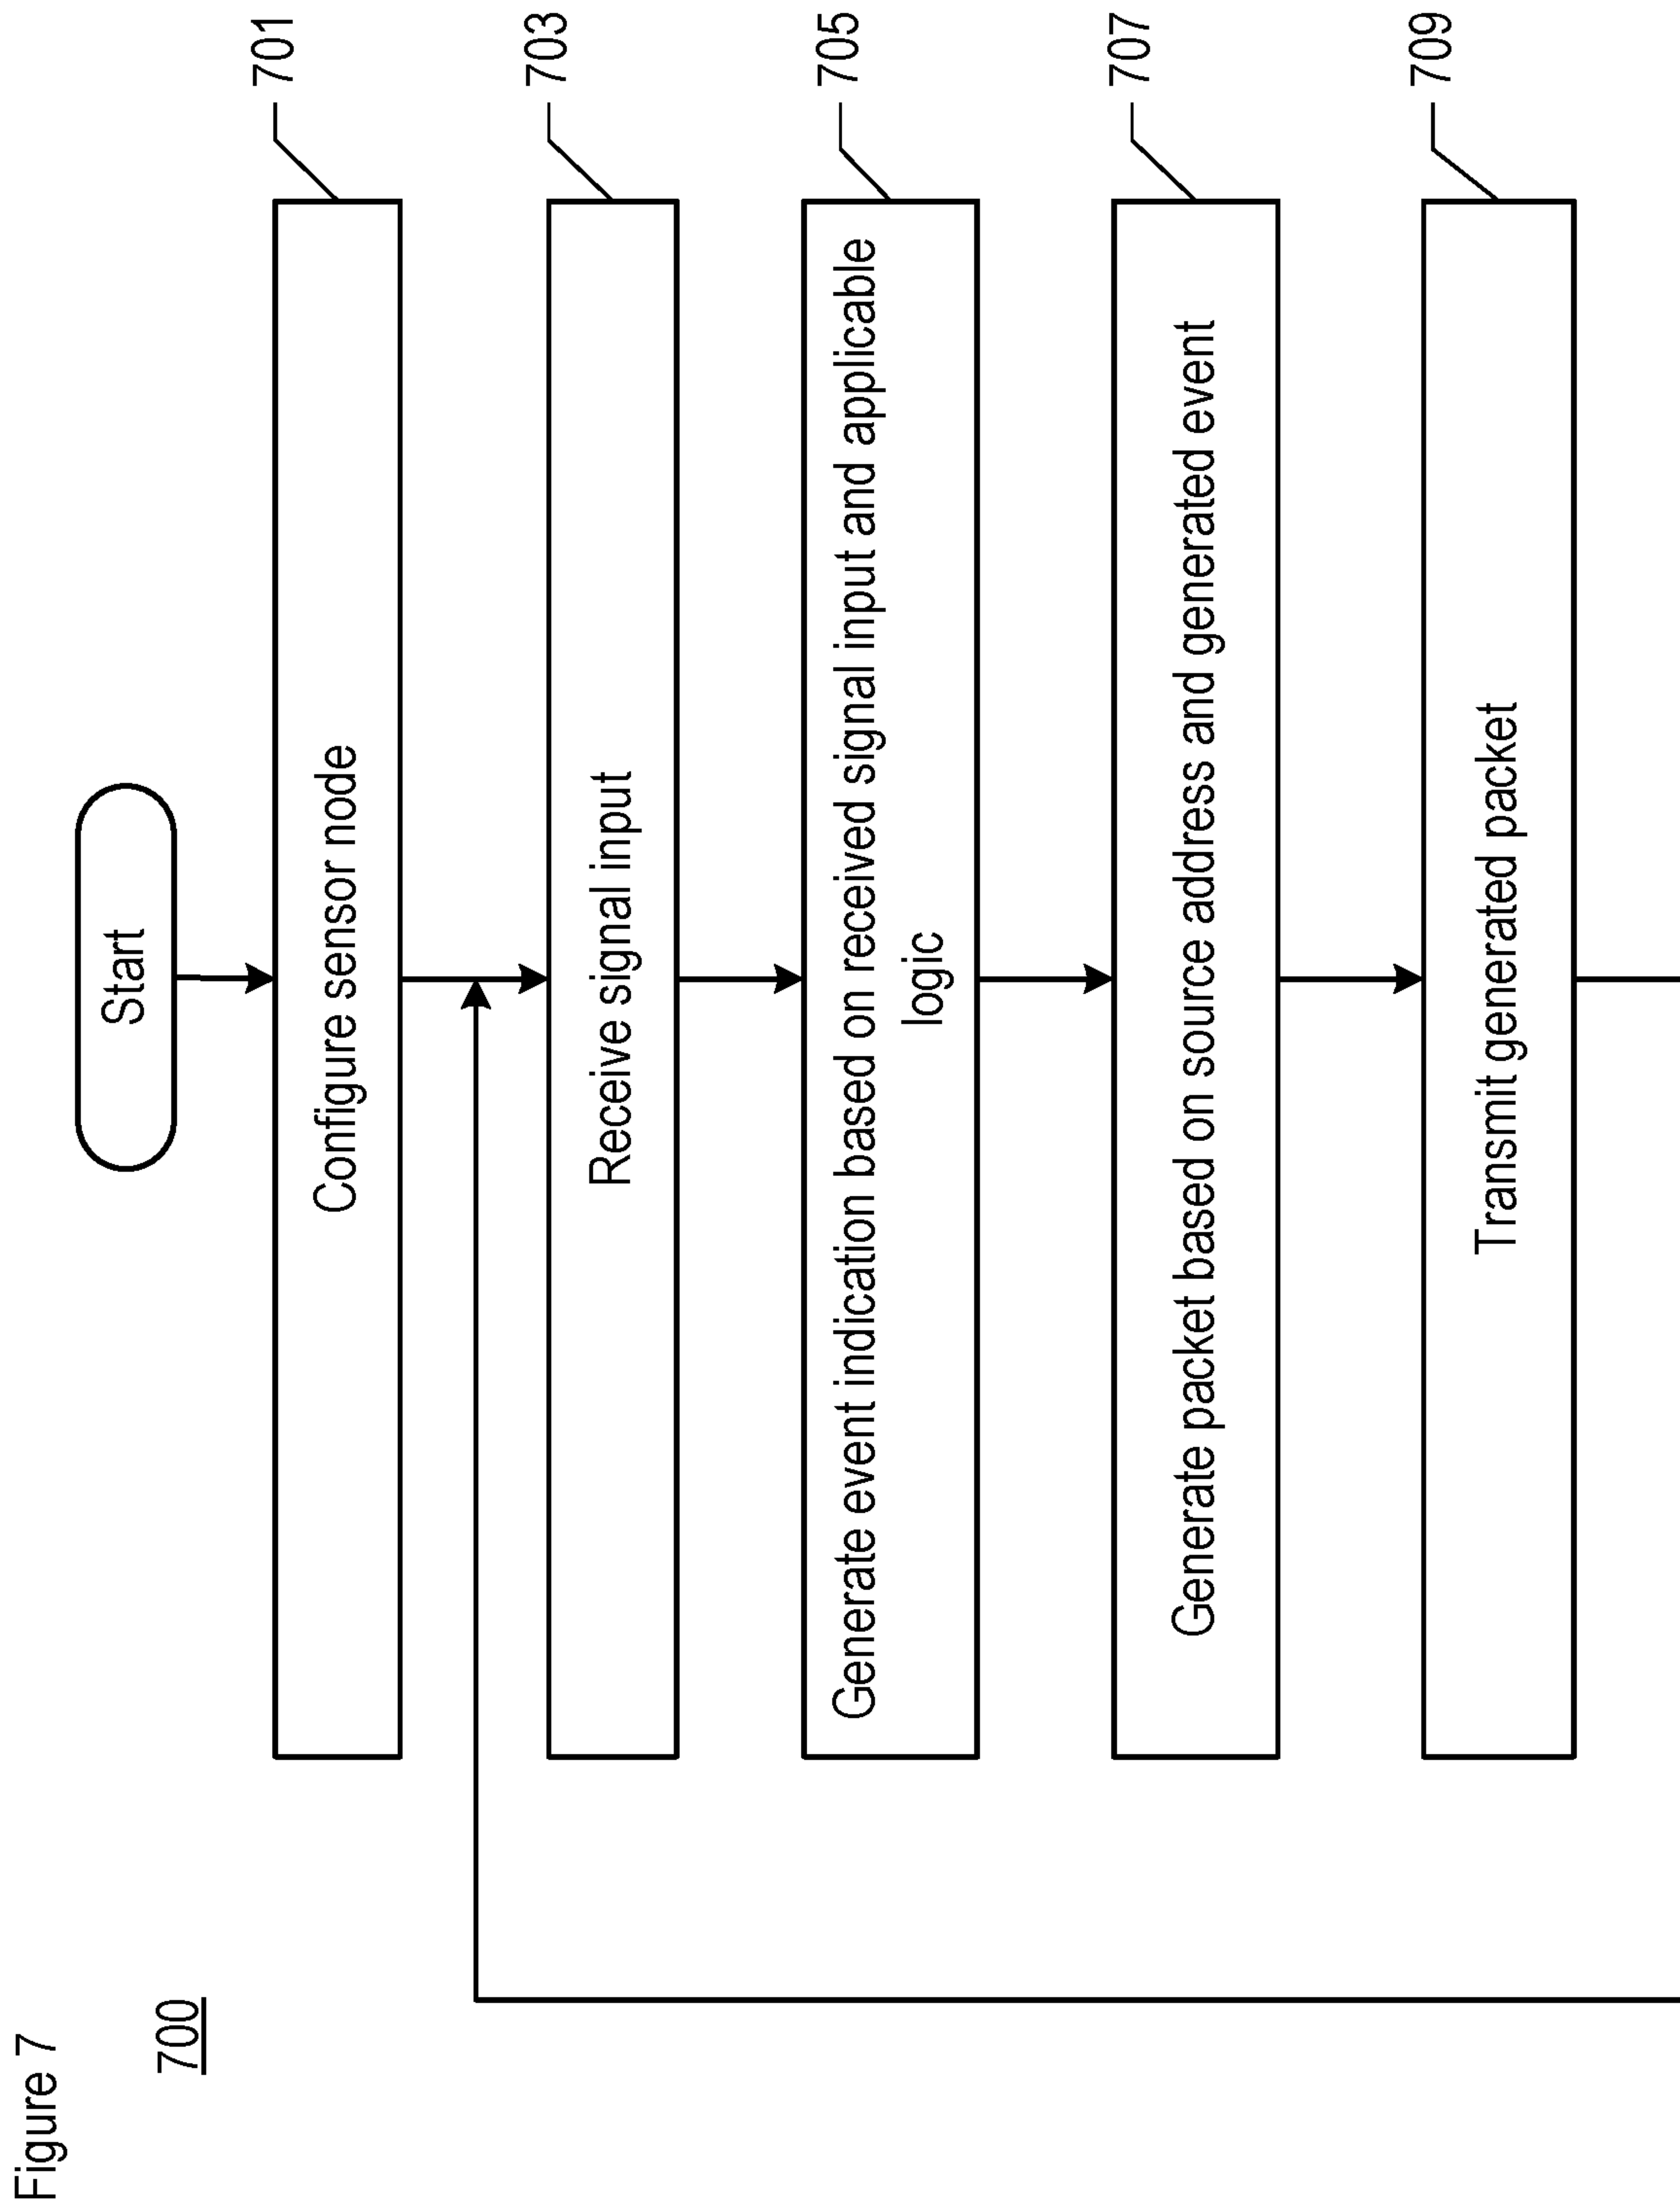 Figure 7
700
Start
Configure sensor node
701
Receive signal input
703
Generate event indication based on received signal input and applicable
logic
705
Generate packet based on source address and generated event
707
Transmit generated packet
709